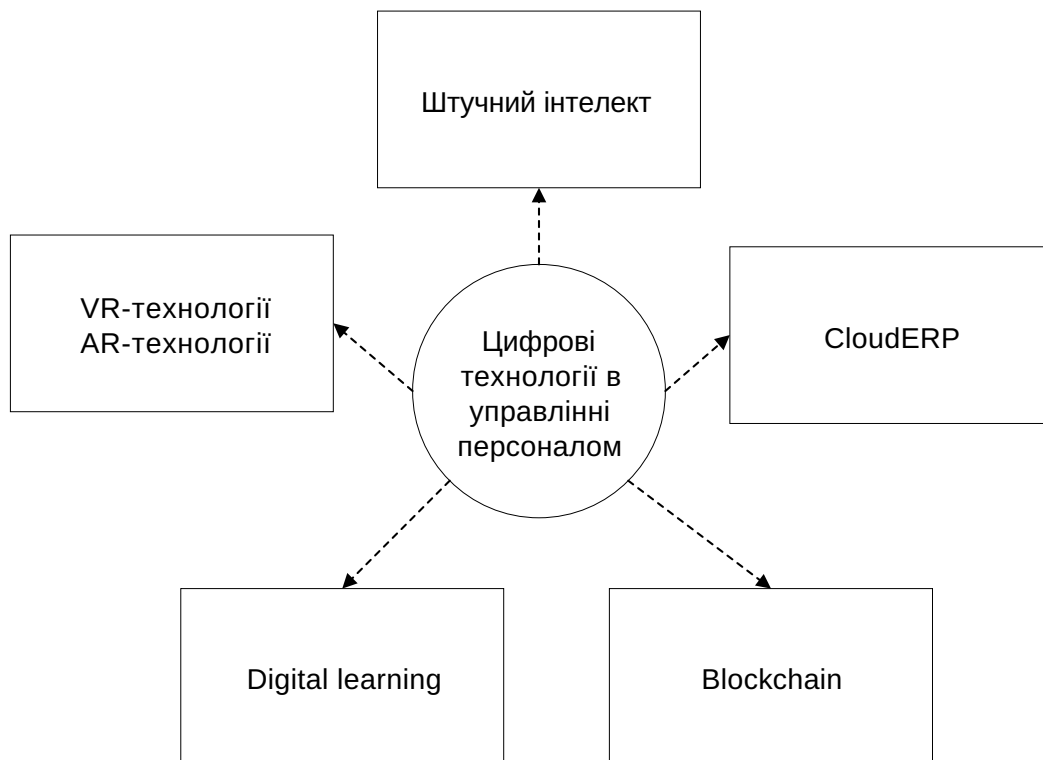 Штучний інтелект
VR-технології
AR-технології
CloudERP
Цифрові
технології в
управлінні
персоналом
Digital learning
Blockchain